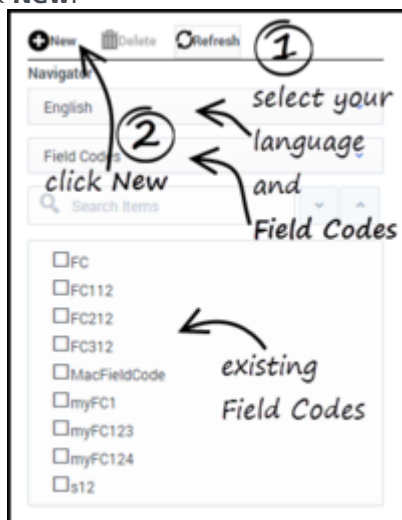 New.
New Delete Refresh 1
Navigator
English
select your
language
and
Field Codes
2
Field Codes
click New
Search Items
FC
FC112
FC212
FC312
MacFieldCode
myFC1
myFC123
myFC124
s12
existing
Field Codes